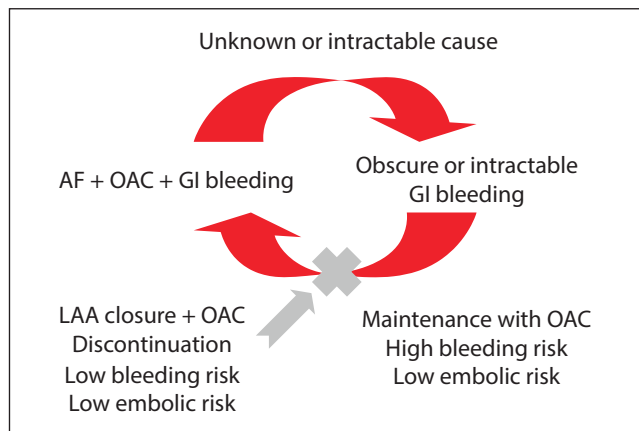 Unknown or intractable cause
AF + OAC + GI bleeding
Obscure or intractable
GI bleeding
LAA closure + OAC
Discontinuation
Low bleeding risk
Low embolic risk
Maintenance with OAC
High bleeding risk
Low embolic risk